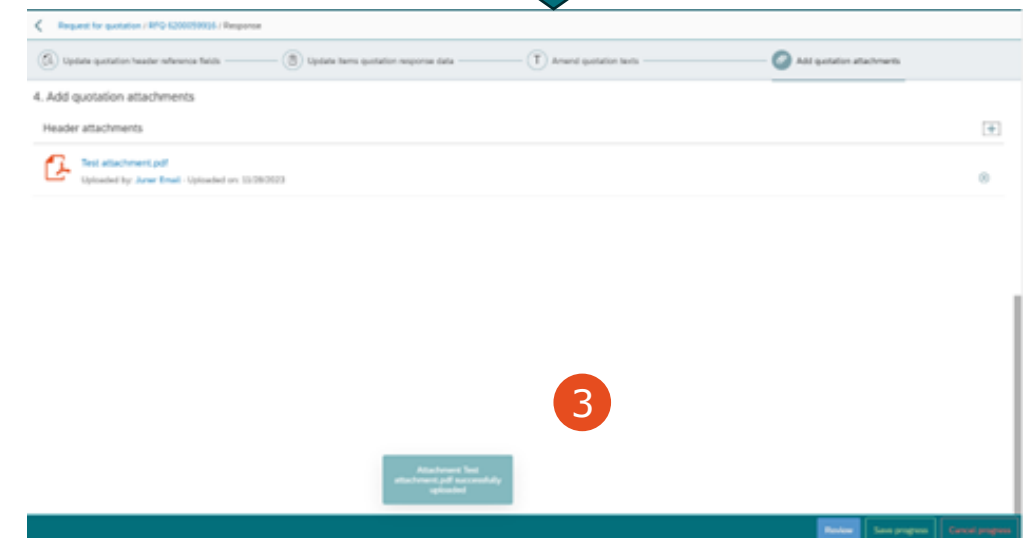 Request for quotation / RFQ 6200059916 / Response
Update quotation header reference fields
Update items quotation response data
T
Amend quotation texts
Add quotation attachments
4. Add quotation attachments
Header attachments
Test attachment.pdf
Uploaded by: Juner Email · Uploaded on: 11/28/2023
3
Attachment Test
attachment.pdf successfully
uploaded
Review
Save progress
Cancel progress